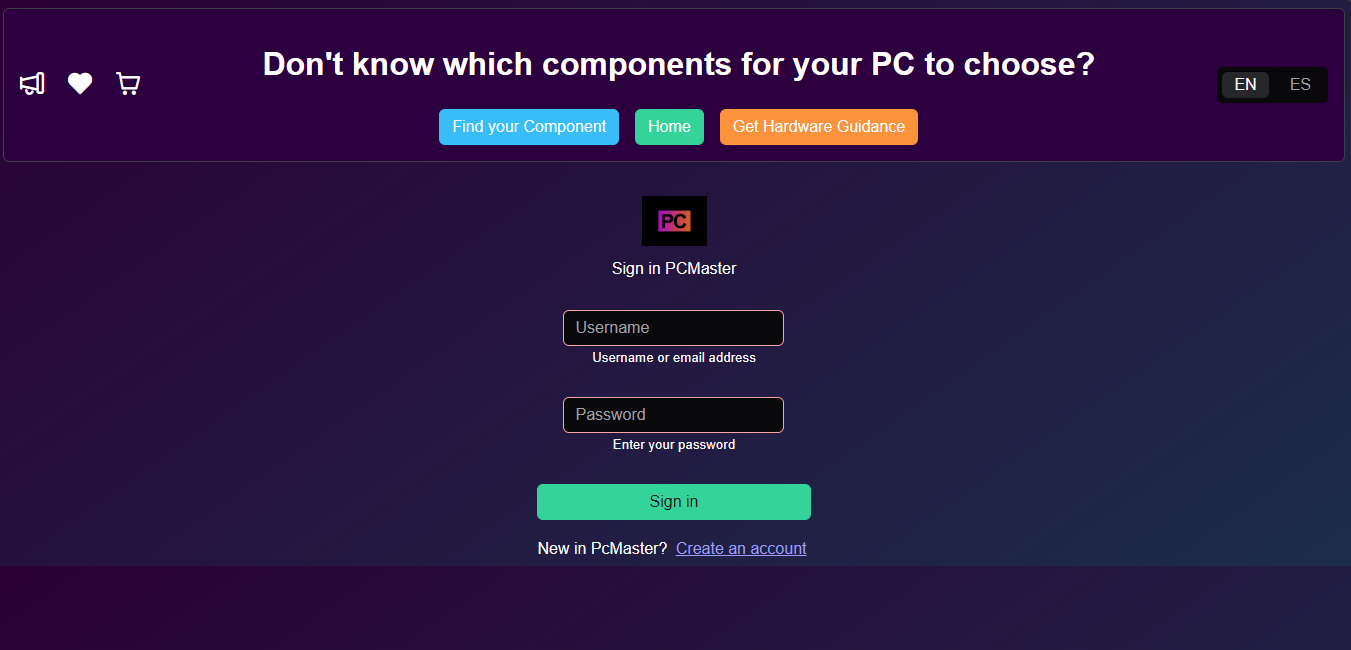 Don't know which components for your PC to choose?
EN ES
Find your Component Home Get Hardware Guidance
PC
Sign in PCMaster
Username
Username or email address
Password
Enter your password
Sign in
New in PcMaster? Create an account